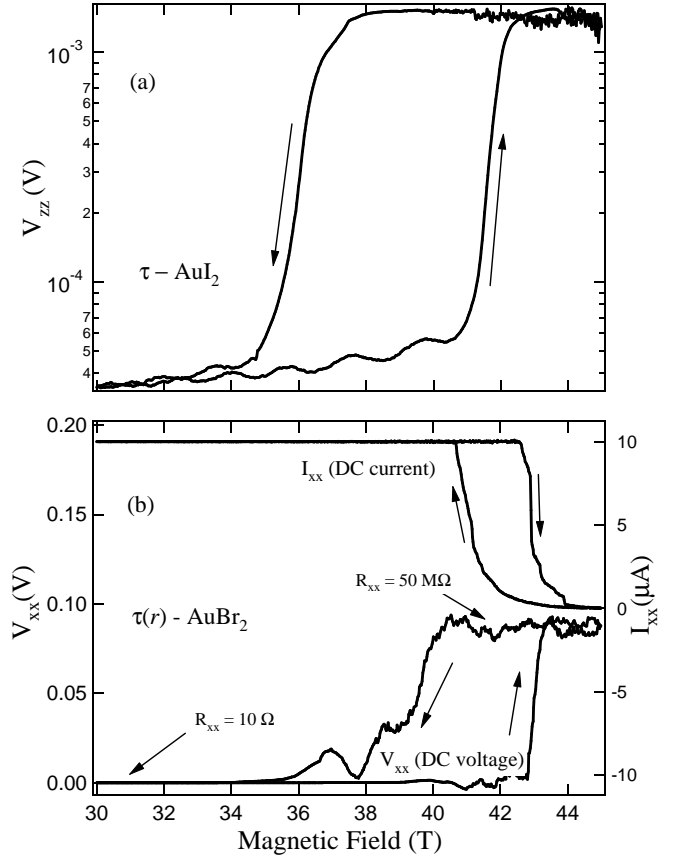 10⁻³
7
6
5
4
3
2
10⁻⁴
7
6
5
4
V_zz (V)
(a)
τ – AuI₂
0.20
0.15
0.10
0.05
0.00
V_xx(V)
(b)
I_xx (DC current)
R_xx = 50 MΩ
τ(r) - AuBr₂
R_xx = 10 Ω
V_xx (DC voltage)
10
5
0
-5
-10
I_xx(μA)
30 32 34 36 38 40 42 44
Magnetic Field (T)